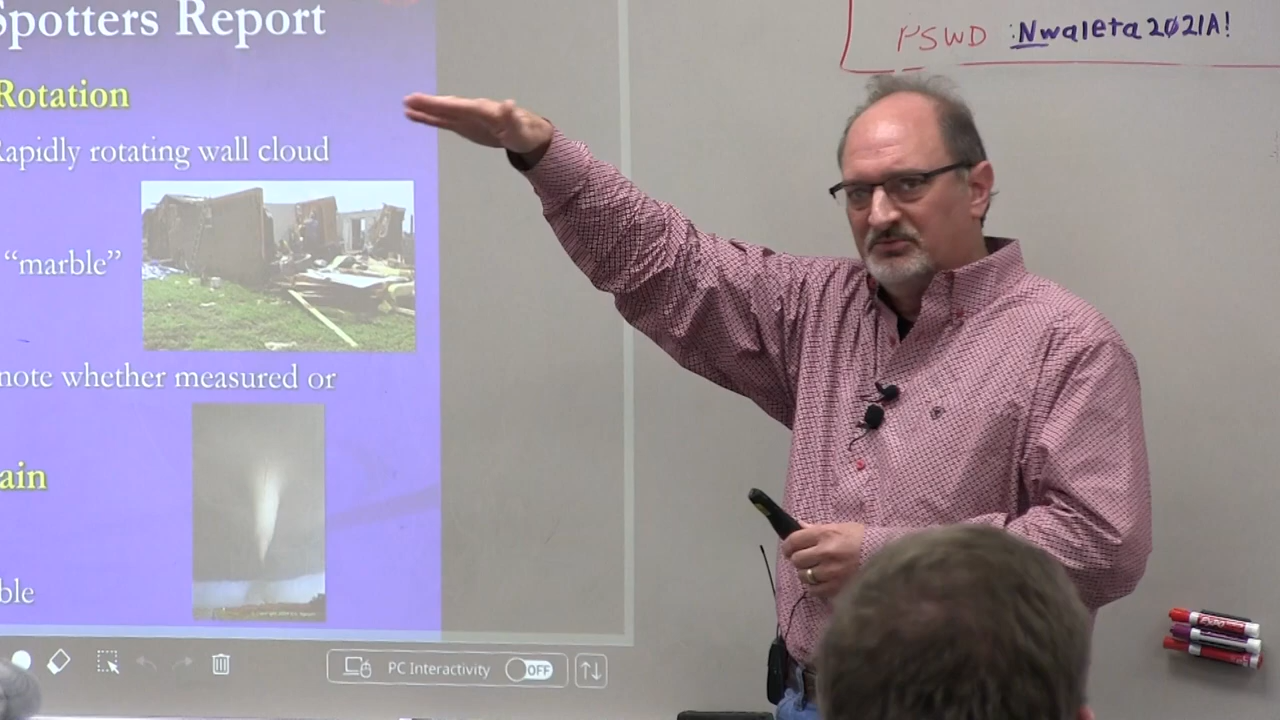 Spotters Report
PSWD :Nwaleta2021A!
Rotation
Rapidly rotating wall cloud
"marble"
note whether measured or
ain
ble
PC Interactivity OFF
EXPO